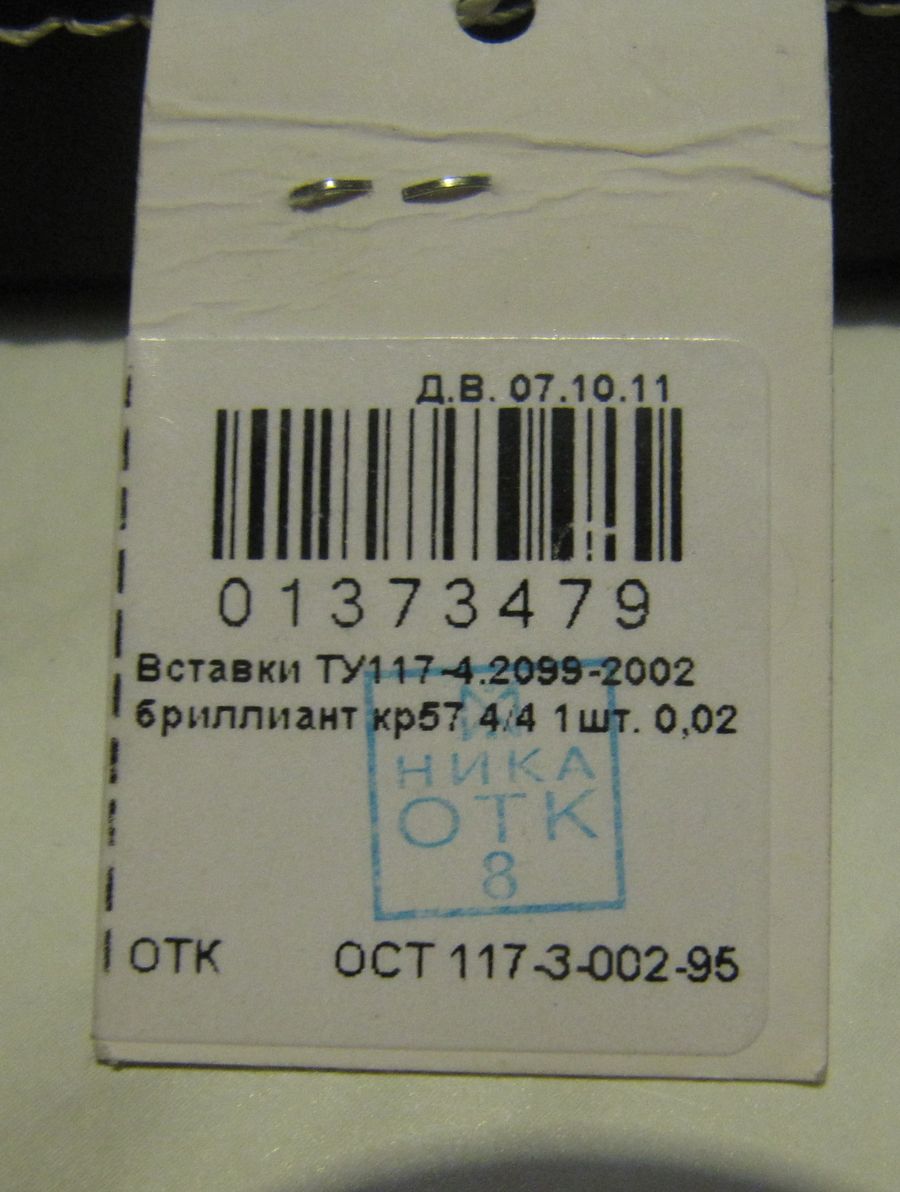 Д.В. 07.10.11
01373479
Вставки ТУ117-4.2099-2002
бриллиант кр57 4/4 1шт. 0,02
НИКА
ОТК
8
ОТК ОСТ 117-3-002-95